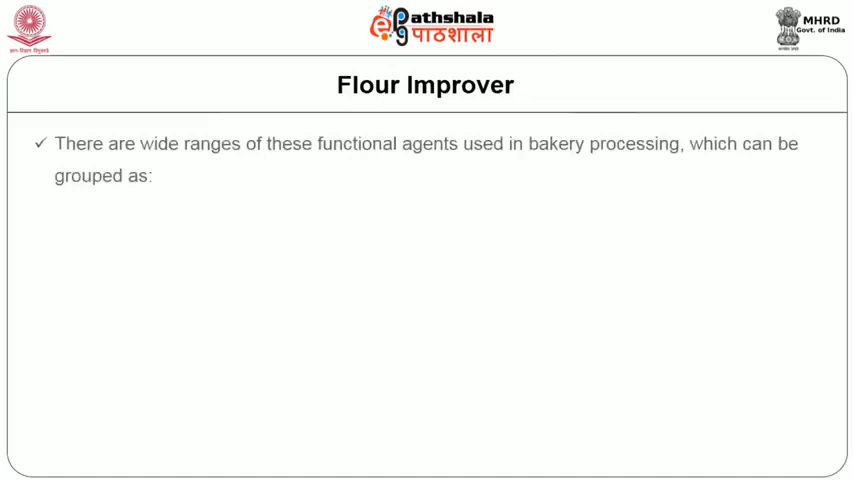 ePathshala
पाठशाला
MHRD
Govt. of India
Flour Improver
✓ There are wide ranges of these functional agents used in bakery processing, which can be
grouped as: